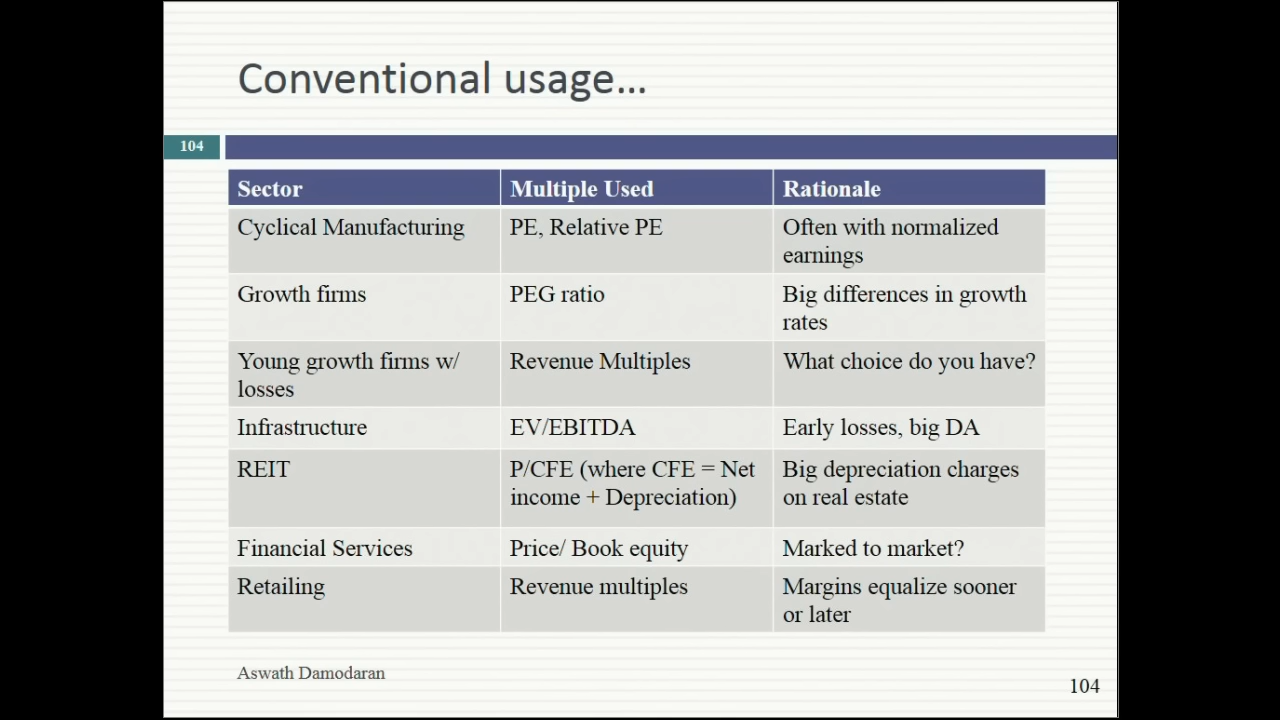 Conventional usage...
104
Sector Multiple Used Rationale
Cyclical Manufacturing PE, Relative PE Often with normalized
earnings
Growth firms PEG ratio Big differences in growth
rates
Young growth firms w/ Revenue Multiples What choice do you have?
losses
Infrastructure EV/EBITDA Early losses, big DA
REIT P/CFE (where CFE = Net Big depreciation charges
income + Depreciation) on real estate
Financial Services Price/ Book equity Marked to market?
Retailing Revenue multiples Margins equalize sooner
or later
Aswath Damodaran
104